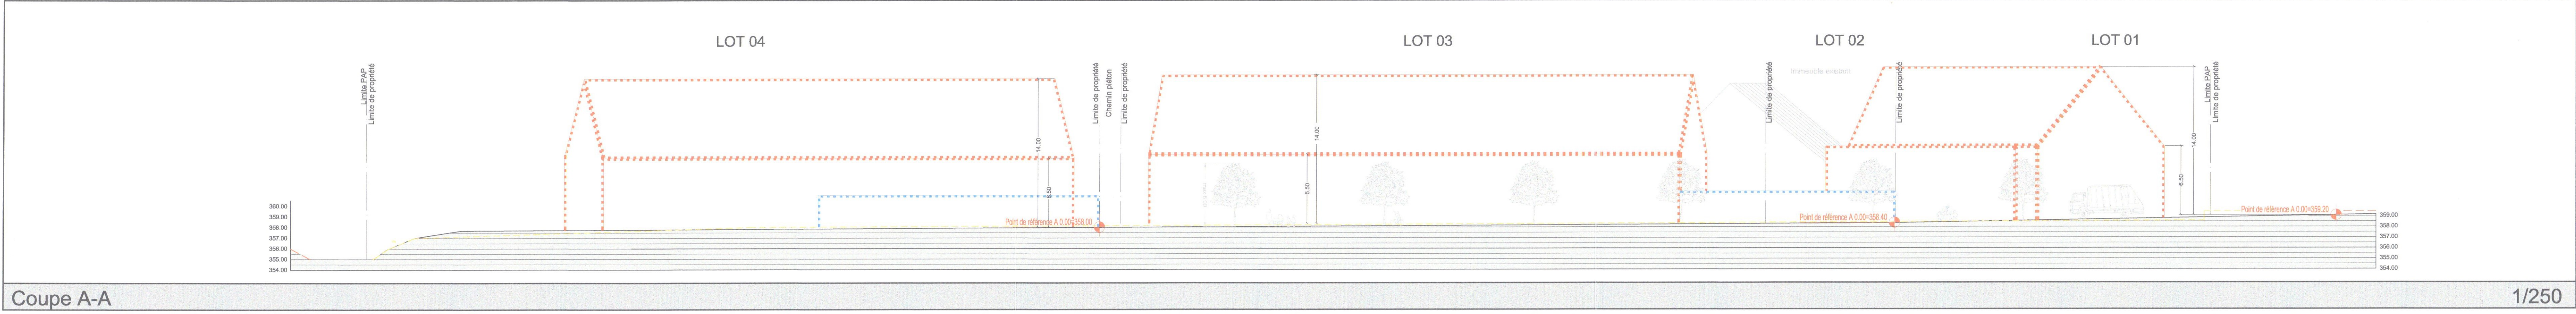 LOT 04
LOT 03
LOT 02
LOT 01
Limite PAP
Limite de propriété
Limite de propriété
Chemin piéton
Limite de propriété
Immeuble existant
Limite de propriété
Limite de propriété
Limite PAP
Limite de propriété
14.00
6.50
14.00
6.50
14.00
6.50
Point de référence A 0.00=358.00
Point de référence A 0.00=358.40
Point de référence A 0.00=359.20
360.00
359.00
358.00
357.00
356.00
355.00
354.00
359.00
358.00
357.00
356.00
355.00
354.00
Coupe A-A
1/250